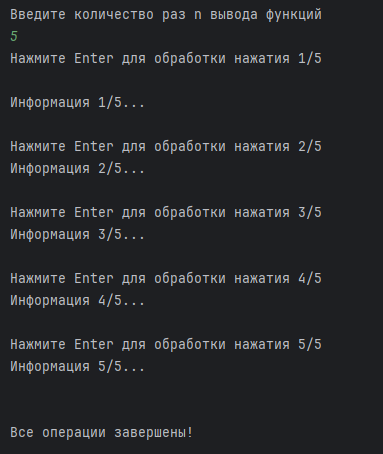 Введите количество раз n вывода функций
5
Нажмите Enter для обработки нажатия 1/5
Информация 1/5...
Нажмите Enter для обработки нажатия 2/5
Информация 2/5...
Нажмите Enter для обработки нажатия 3/5
Информация 3/5...
Нажмите Enter для обработки нажатия 4/5
Информация 4/5...
Нажмите Enter для обработки нажатия 5/5
Информация 5/5...
Все операции завершены!